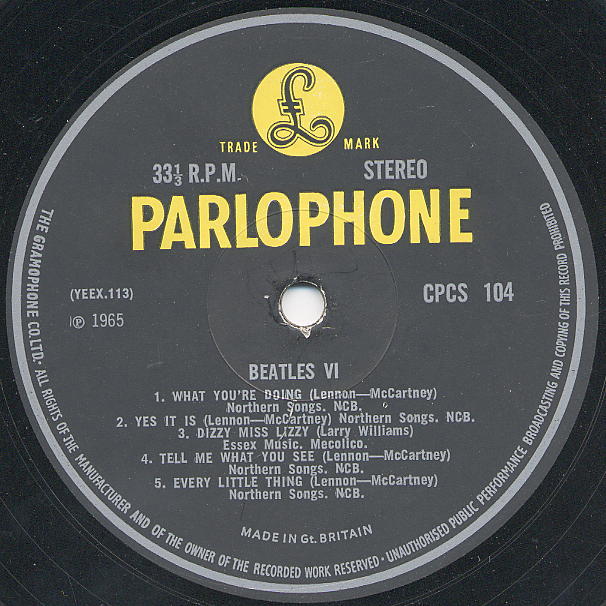 £
TRADE MARK
33⅓ R.P.M. STEREO
PARLOPHONE
(YEEX.113)
CPCS 104
℗ 1965
BEATLES VI
1. WHAT YOU'RE DOING (Lennon—McCartney)
Northern Songs. NCB.
2. YES IT IS (Lennon—McCartney) Northern Songs. NCB.
3. DIZZY MISS LIZZY (Larry Williams)
Essex Music. Mecolico.
4. TELL ME WHAT YOU SEE (Lennon—McCartney)
Northern Songs. NCB.
5. EVERY LITTLE THING (Lennon—McCartney)
Northern Songs. NCB.
MADE IN Gt. BRITAIN
THE GRAMOPHONE CO. LTD. · ALL RIGHTS OF THE MANUFACTURER AND OF THE OWNER OF THE RECORDED WORK RESERVED · UNAUTHORISED PUBLIC PERFORMANCE BROADCASTING AND COPYING OF THIS RECORD PROHIBITED